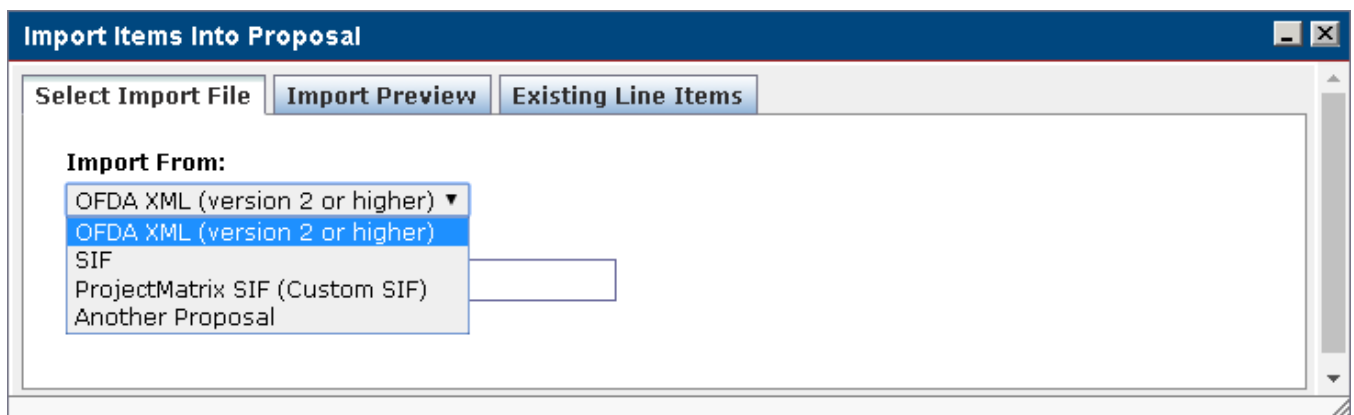 Import Items Into Proposal
Select Import File Import Preview Existing Line Items
Import From:
OFDA XML (version 2 or higher)
OFDA XML (version 2 or higher)
SIF
ProjectMatrix SIF (Custom SIF)
Another Proposal